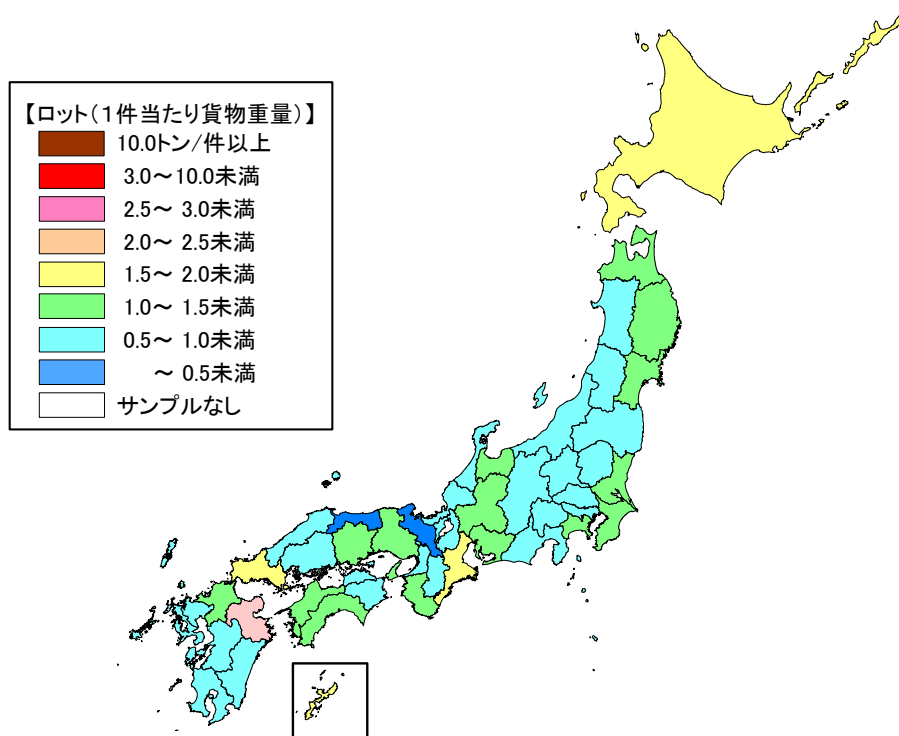 【ロット(1件当たり貨物重量)】
10.0トン/件以上
3.0～10.0未満
2.5～ 3.0未満
2.0～ 2.5未満
1.5～ 2.0未満
1.0～ 1.5未満
0.5～ 1.0未満
～ 0.5未満
サンプルなし